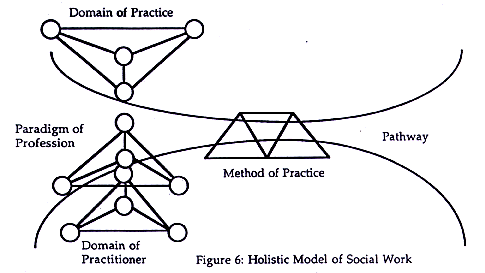 Domain of Practice
Paradigm of
Profession
Pathway
Method of Practice
Domain of
Practitioner
Figure 6: Holistic Model of Social Work